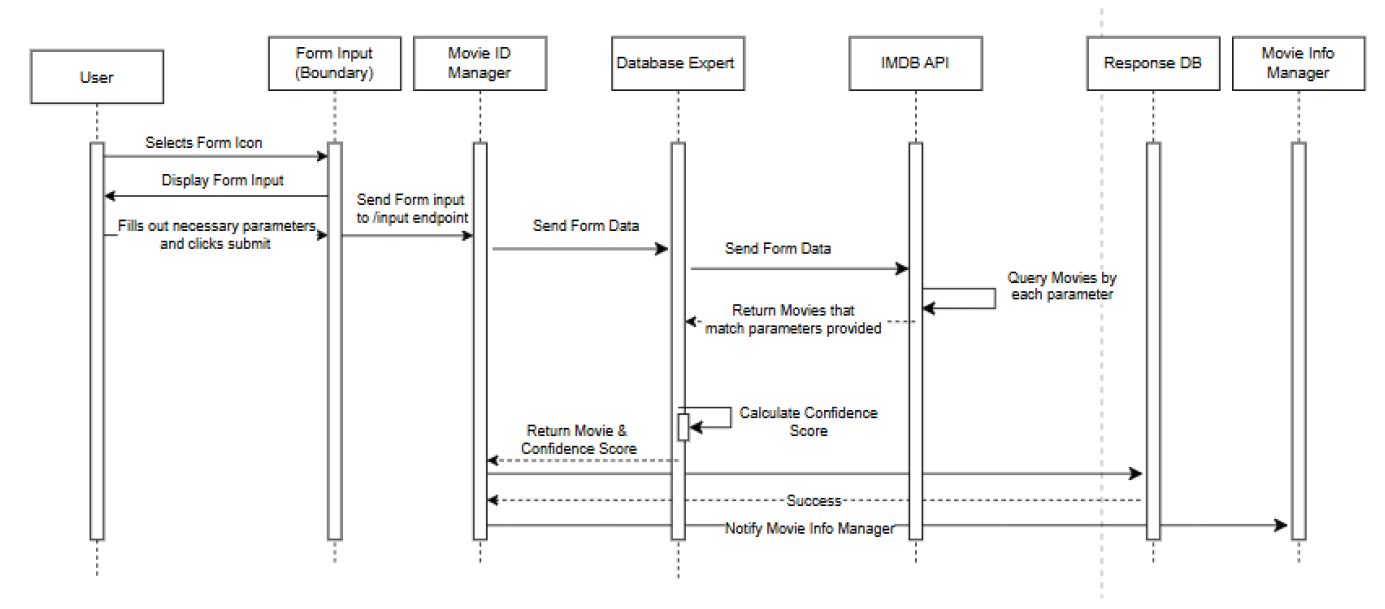 User
Form Input
(Boundary)
Movie ID
Manager
Database Expert
IMDB API
Response DB
Movie Info
Manager
Selects Form Icon
Display Form Input
Fills out necessary parameters
and clicks submit
Send Form input
to /input endpoint
Send Form Data
Send Form Data
Query Movies by
each parameter
Return Movies that
match parameters provided
Calculate Confidence
Score
Return Movie &
Confidence Score
Success
Notify Movie Info Manager